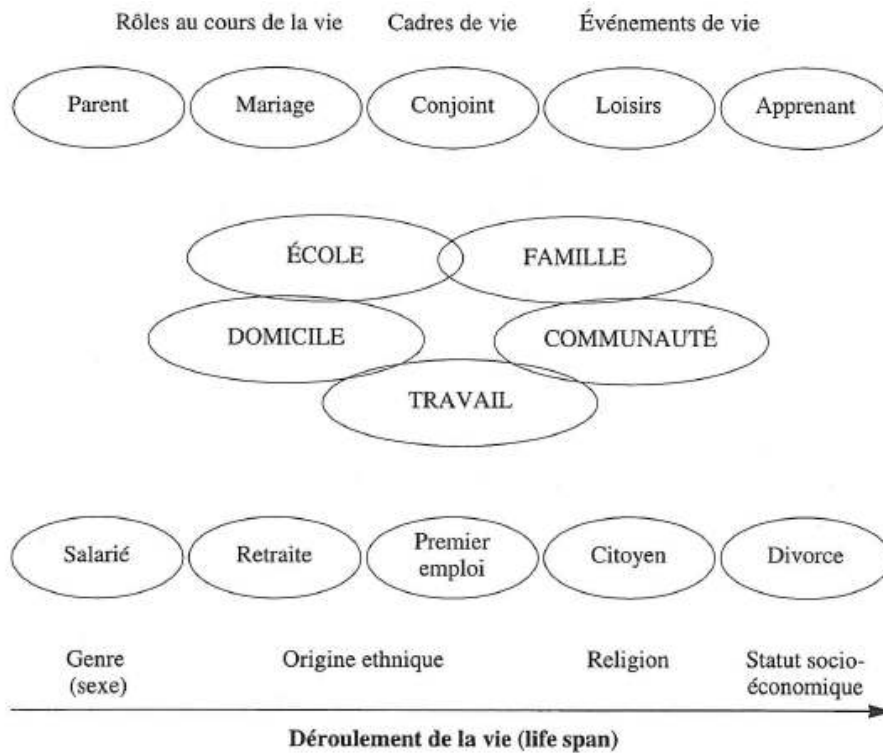 Rôles au cours de la vie Cadres de vie Événements de vie
Parent Mariage Conjoint Loisirs Apprenant
ÉCOLE FAMILLE
DOMICILE COMMUNAUTÉ
TRAVAIL
Salarié Retraite Premier emploi Citoyen Divorce
Genre (sexe) Origine ethnique Religion Statut socio-économique
Déroulement de la vie (life span)